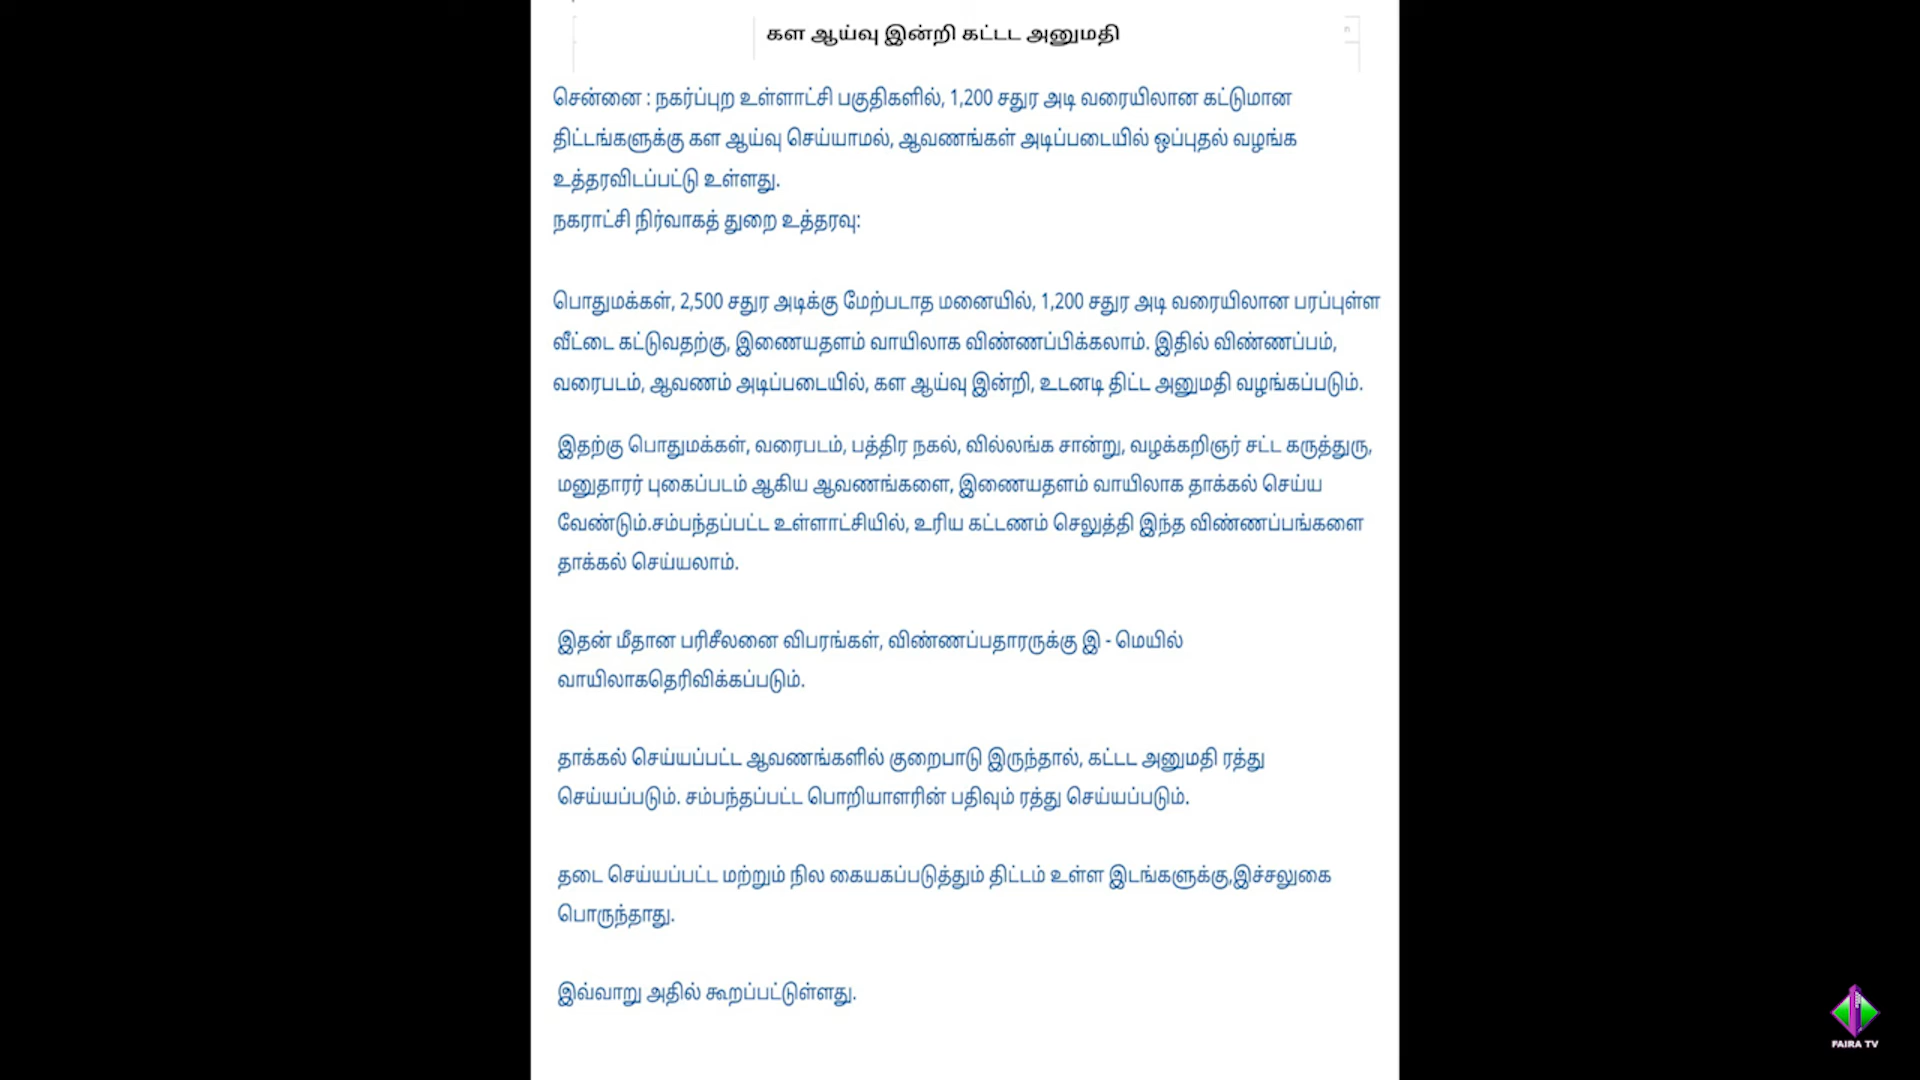 கள ஆய்வு இன்றி கட்டட அனுமதி
சென்னை : நகர்ப்புற உள்ளாட்சி பகுதிகளில், 1,200 சதுர அடி வரையிலான கட்டுமான
திட்டங்களுக்கு கள ஆய்வு செய்யாமல், ஆவணங்கள் அடிப்படையில் ஒப்புதல் வழங்க
உத்தரவிடப்பட்டு உள்ளது.
நகராட்சி நிர்வாகத் துறை உத்தரவு:
பொதுமக்கள், 2,500 சதுர அடிக்கு மேற்படாத மனையில், 1,200 சதுர அடி வரையிலான பரப்புள்ள
வீட்டை கட்டுவதற்கு, இணையதளம் வாயிலாக விண்ணப்பிக்கலாம். இதில் விண்ணப்பம்,
வரைபடம், ஆவணம் அடிப்படையில், கள ஆய்வு இன்றி, உடனடி திட்ட அனுமதி வழங்கப்படும்.
இதற்கு பொதுமக்கள், வரைபடம், பத்திர நகல், வில்லங்க சான்று, வழக்கறிஞர் சட்ட கருத்துரு,
மனுதாரர் புகைப்படம் ஆகிய ஆவணங்களை, இணையதளம் வாயிலாக தாக்கல் செய்ய
வேண்டும்.சம்பந்தப்பட்ட உள்ளாட்சியில், உரிய கட்டணம் செலுத்தி இந்த விண்ணப்பங்களை
தாக்கல் செய்யலாம்.
இதன் மீதான பரிசீலனை விபரங்கள், விண்ணப்பதாரருக்கு இ - மெயில்
வாயிலாகதெரிவிக்கப்படும்.
தாக்கல் செய்யப்பட்ட ஆவணங்களில் குறைபாடு இருந்தால், கட்டட அனுமதி ரத்து
செய்யப்படும். சம்பந்தப்பட்ட பொறியாளரின் பதிவும் ரத்து செய்யப்படும்.
தடை செய்யப்பட்ட மற்றும் நில கையகப்படுத்தும் திட்டம் உள்ள இடங்களுக்கு,இச்சலுகை
பொருந்தாது.
இவ்வாறு அதில் கூறப்பட்டுள்ளது.
FAIRA TV